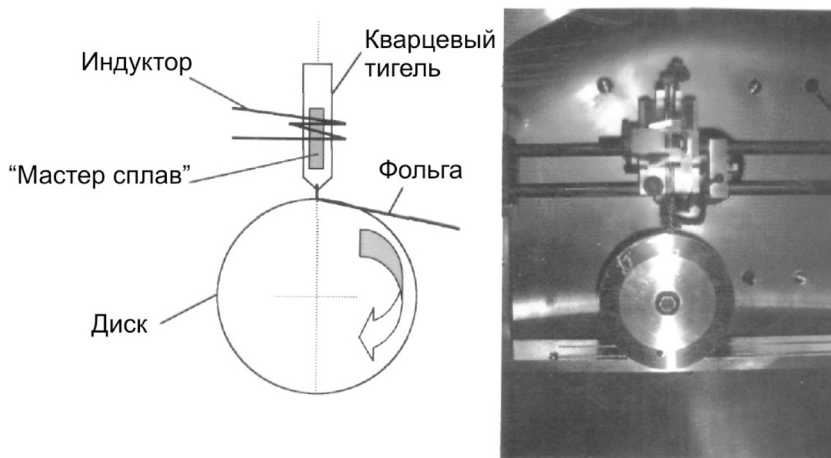 Кварцевый
тигель
Индуктор
“Мастер сплав”
Фольга
Диск